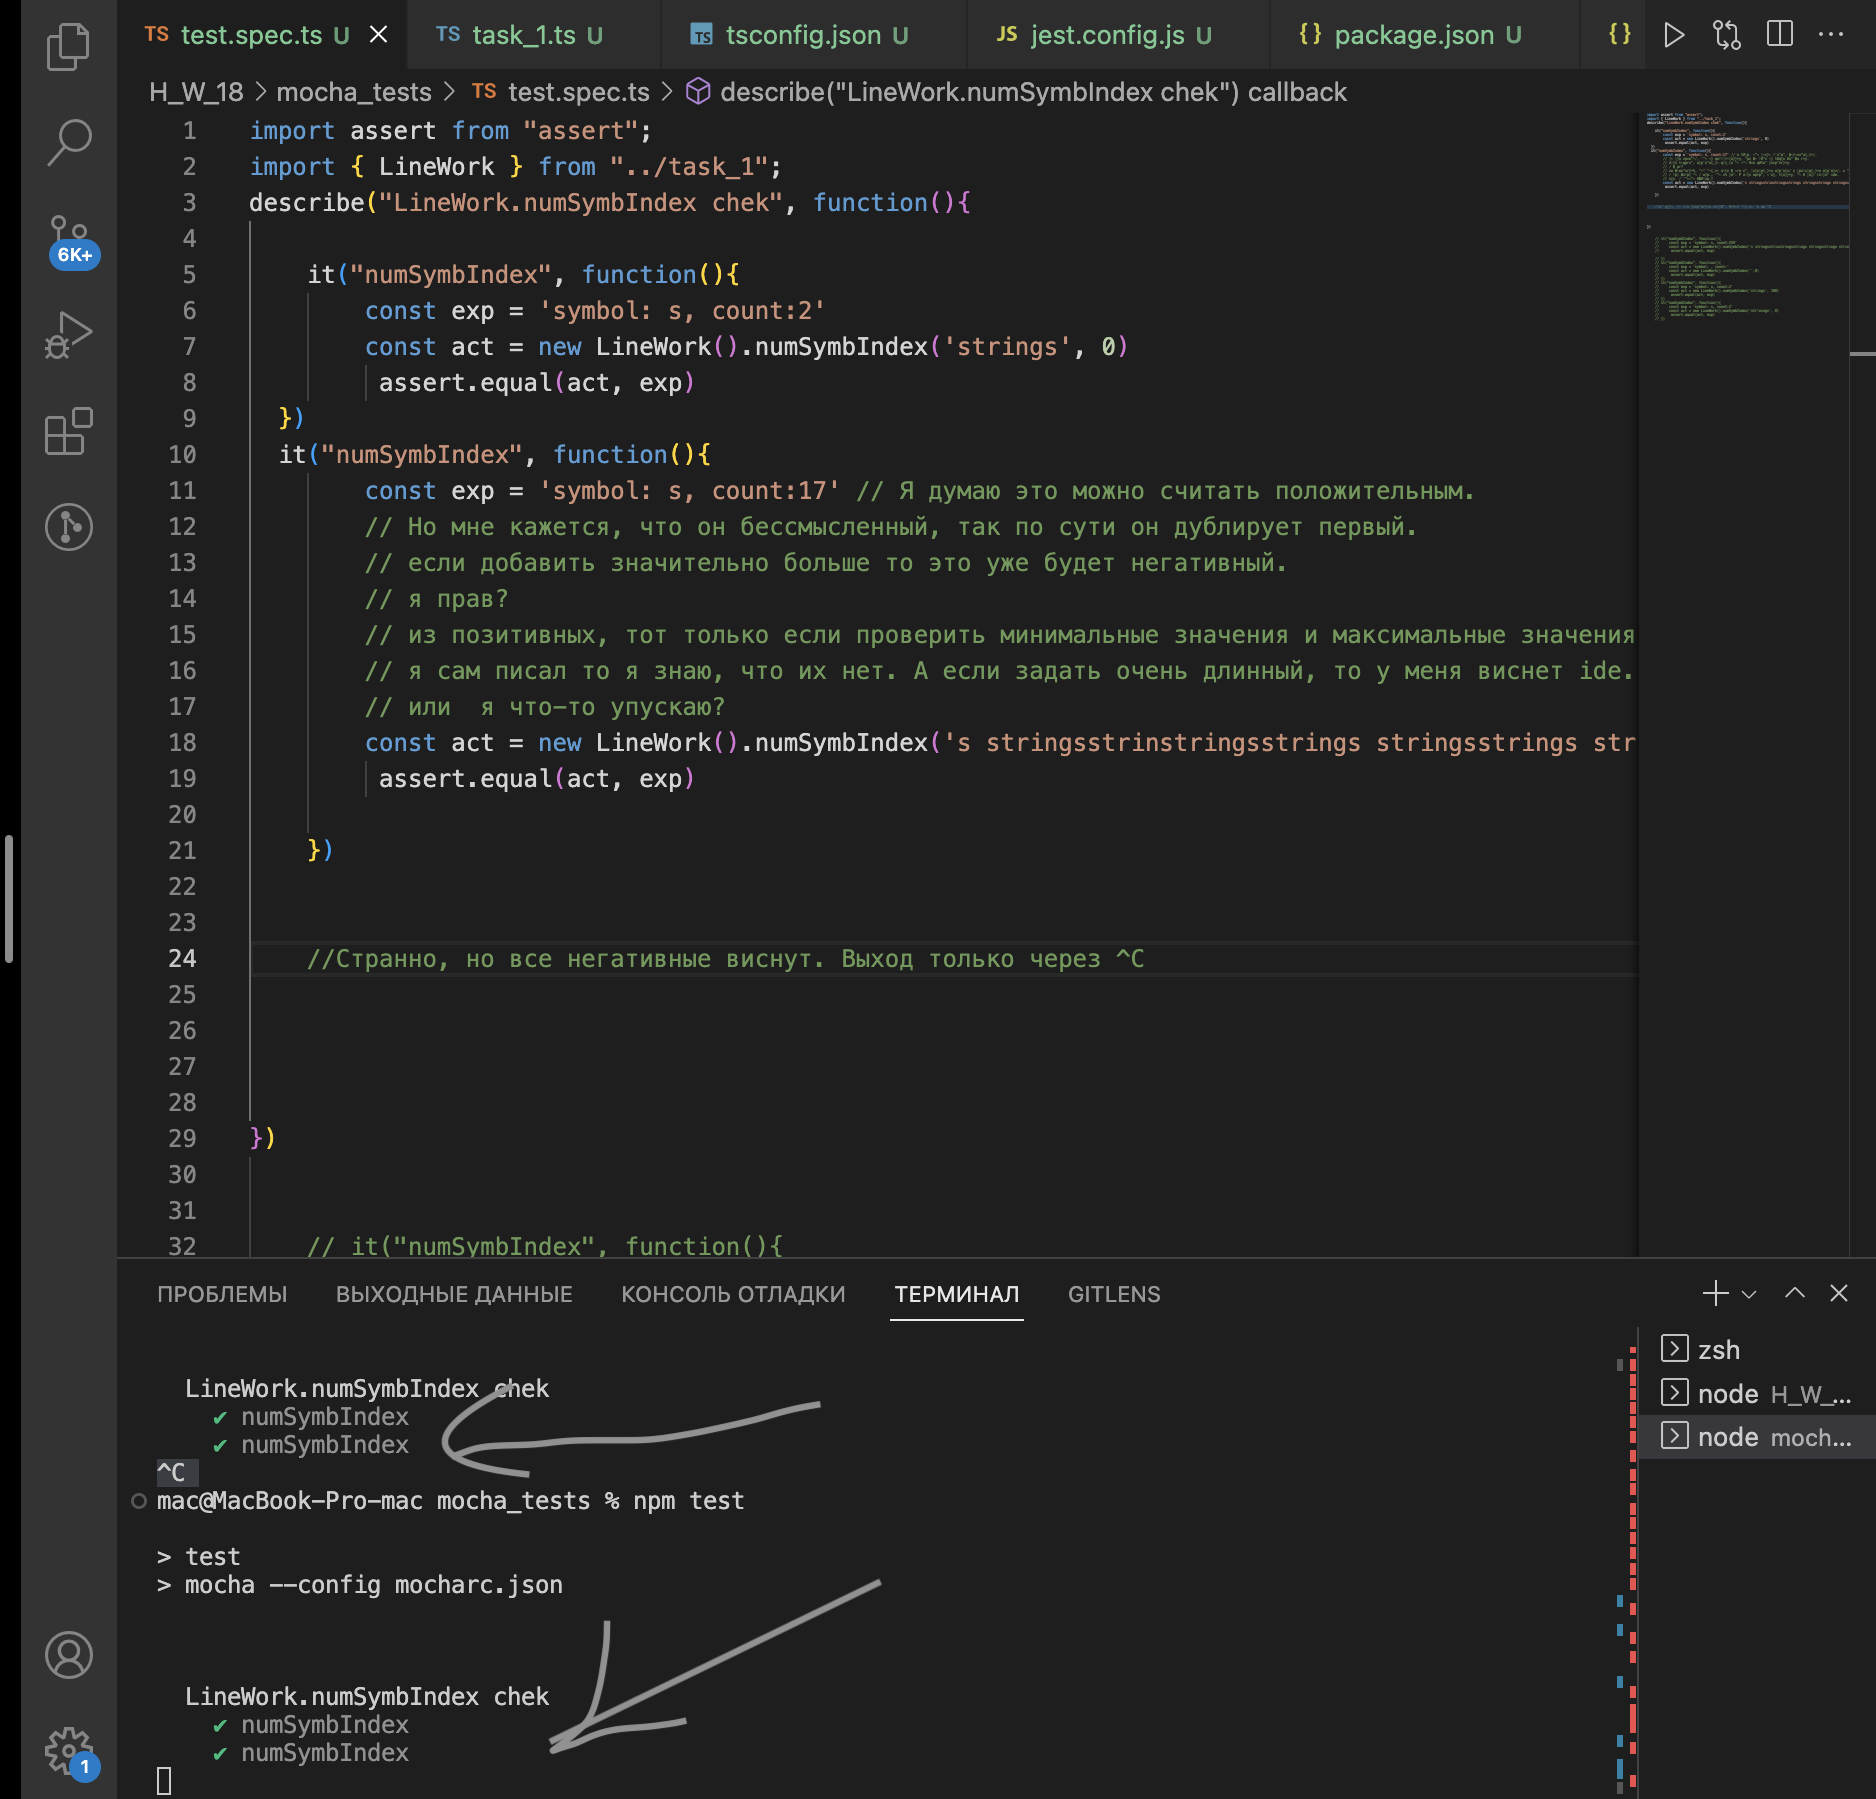 TS test.spec.ts U
TS task_1.ts U
TS tsconfig.json U
JS jest.config.js U
{} package.json U
{}
H_W_18 > mocha_tests > TS test.spec.ts > describe("LineWork.numSymbIndex chek") callback
6K+
1 import assert from "assert";
2 import { LineWork } from "../task_1";
3 describe("LineWork.numSymbIndex chek", function(){
4
5 it("numSymbIndex", function(){
6 const exp = 'symbol: s, count:2'
7 const act = new LineWork().numSymbIndex('strings', 0)
8 assert.equal(act, exp)
9 })
10 it("numSymbIndex", function(){
11 const exp = 'symbol: s, count:17' // Я думаю это можно считать положительным.
12 // Но мне кажется, что он бессмысленный, так по сути он дублирует первый.
13 // если добавить значительно больше то это уже будет негативный.
14 // я прав?
15 // из позитивных, тот только если проверить минимальные значения и максимальные значения
16 // я сам писал то я знаю, что их нет. А если задать очень длинный, то у меня виснет ide.
17 // или  я что-то упускаю?
18 const act = new LineWork().numSymbIndex('s stringsstrinstringsstrings stringsstrings str
19 assert.equal(act, exp)
20
21 })
22
23
24 //Странно, но все негативные виснут. Выход только через ^C
25
26
27
28
29 })
30
31
32 // it("numSymbIndex", function(){
ПРОБЛЕМЫ ВЫХОДНЫЕ ДАННЫЕ КОНСОЛЬ ОТЛАДКИ ТЕРМИНАЛ GITLENS
LineWork.numSymbIndex chek
✔ numSymbIndex
✔ numSymbIndex
^C
mac@MacBook-Pro-mac mocha_tests % npm test
> test
> mocha --config mocharc.json
LineWork.numSymbIndex chek
✔ numSymbIndex
✔ numSymbIndex
zsh
node H_W_...
node moch...
1